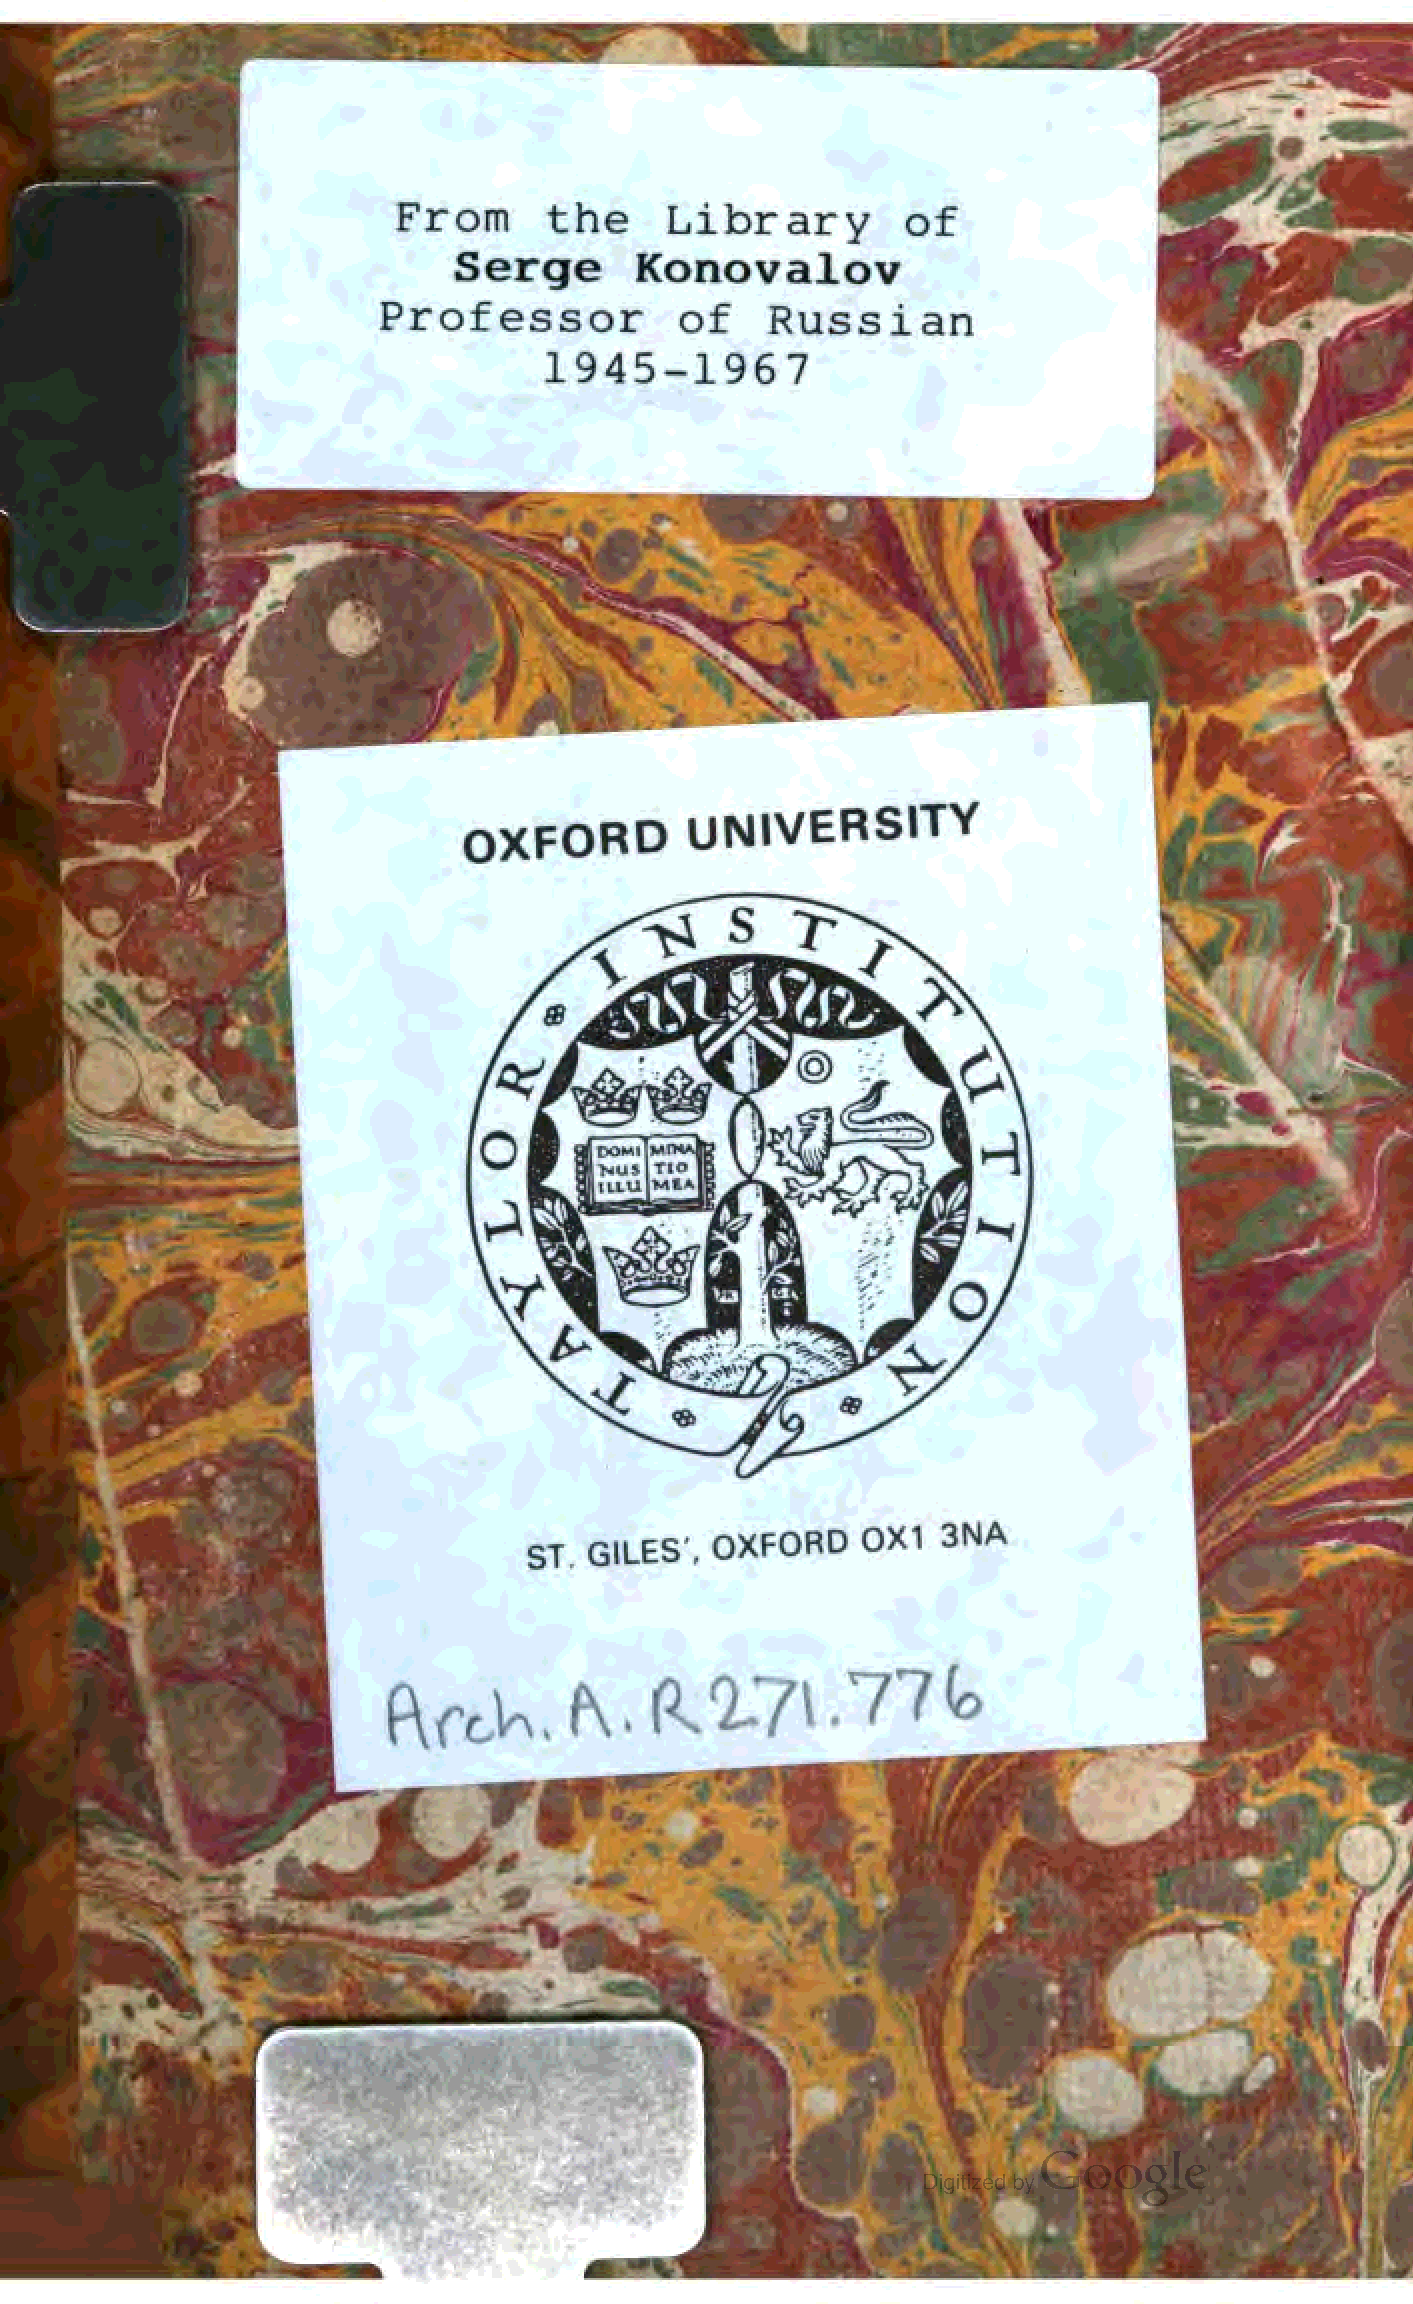 From the Library of
Serge Konovalov
Professor of Russian
1945-1967
OXFORD UNIVERSITY
TAYLOR INSTITUTION
DOMI MINA
NUS TIO
ILLU MEA
ST. GILES', OXFORD OX1 3NA
Arch. A. R 271.776
Digitized by Google